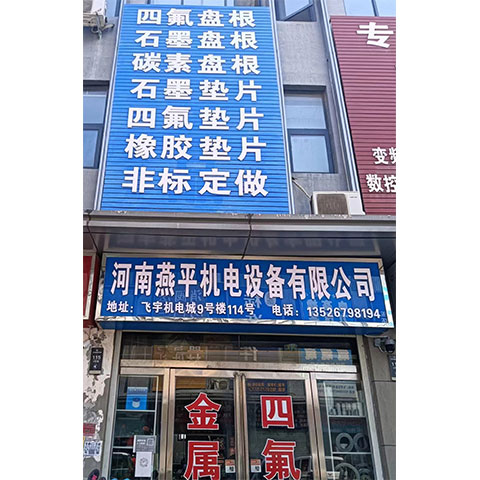 四氟盘根
石墨盘根
碳素盘根
石墨垫片
四氟垫片
橡胶垫片
非标定做
专
变频
数控
河南燕平机电设备有限公司
地址：飞宇机电城9号楼114号 电话：13526798194
金属
四氟